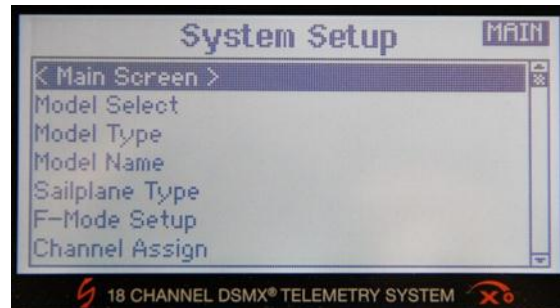 System Setup
MAIN
< Main Screen >
Model Select
Model Type
Model Name
Sailplane Type
F-Mode Setup
Channel Assign
18 CHANNEL DSMX® TELEMETRY SYSTEM